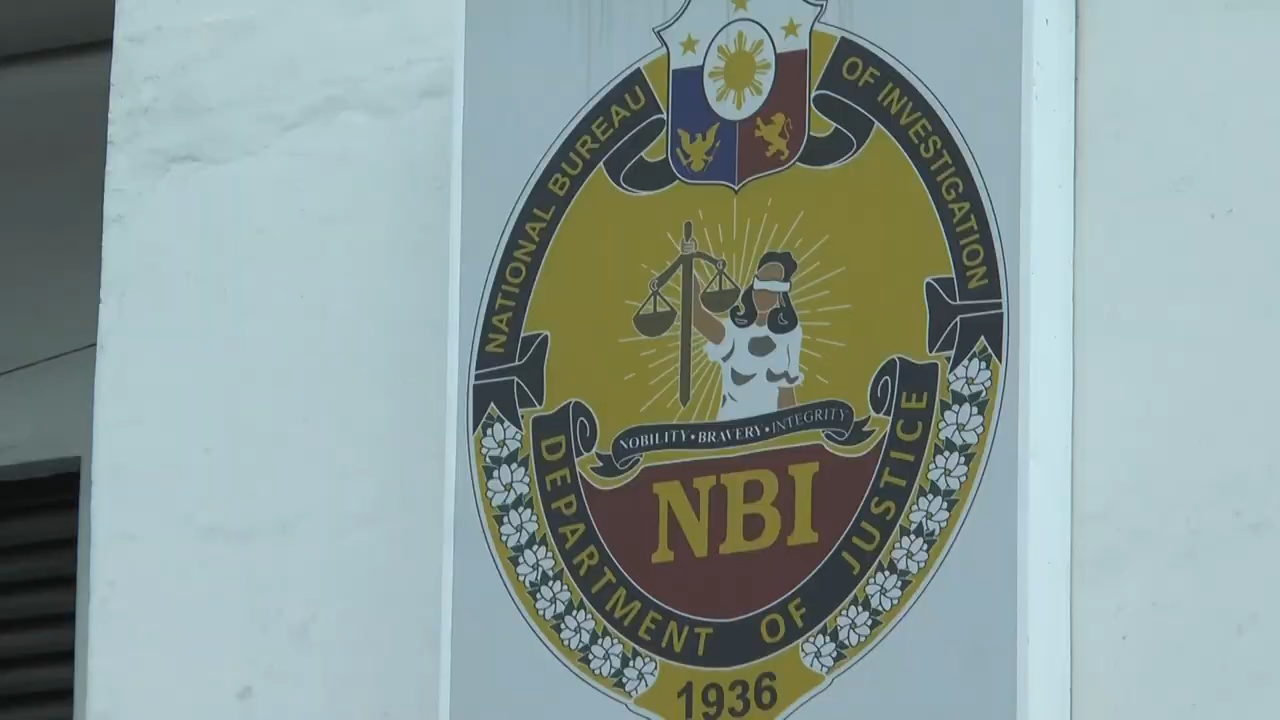 NATIONAL BUREAU OF INVESTIGATION
NOBILITY • BRAVERY • INTEGRITY
NBI
DEPARTMENT OF JUSTICE
1936